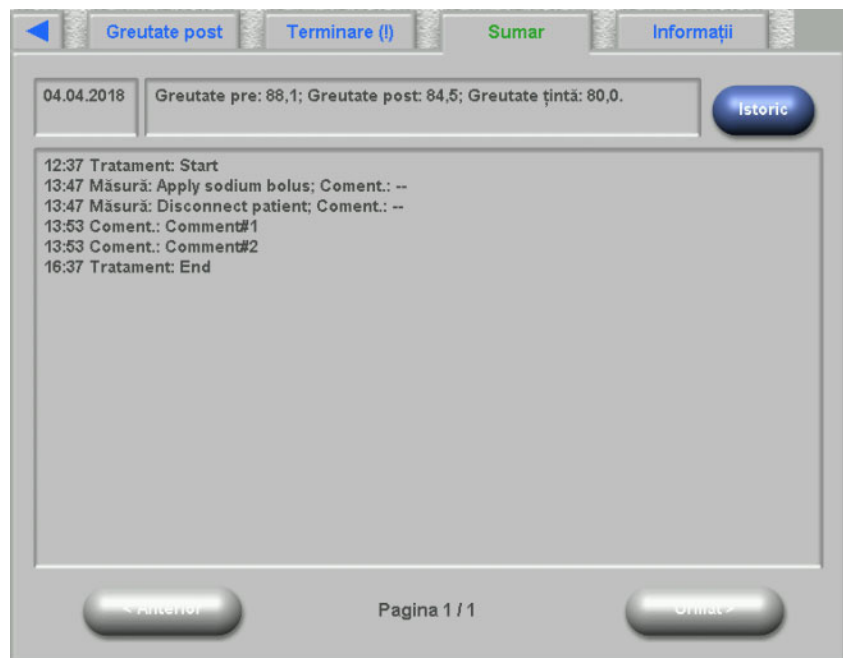 Greutate post
Terminare (!)
Sumar
Informații
04.04.2018
Greutate pre: 88,1; Greutate post: 84,5; Greutate țintă: 80,0.
Istoric
12:37 Tratament: Start
13:47 Măsură: Apply sodium bolus; Coment.: --
13:47 Măsură: Disconnect patient; Coment.: --
13:53 Coment.: Comment#1
13:53 Coment.: Comment#2
16:37 Tratament: End
< Anterior
Pagina 1 / 1
Următ >